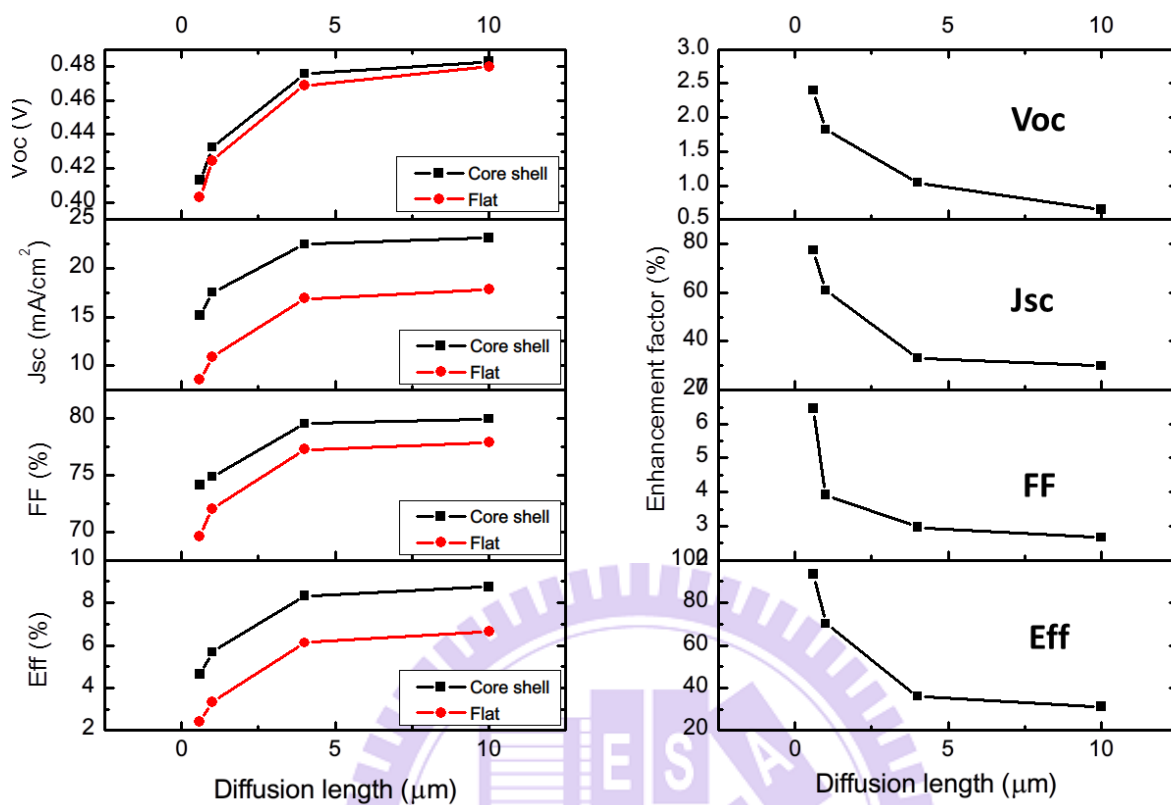 0 5 10
Voc (V)
0.48
0.46
0.44
0.42
0.40
Core shell
Flat
Jsc (mA/cm²)
25
20
15
10
Core shell
Flat
FF (%)
80
75
70
Core shell
Flat
Eff (%)
10
8
6
4
2
Core shell
Flat
0 5 10
Diffusion length (μm)
0 5 10
Enhancement factor (%)
3.0
2.5
2.0
1.5
1.0
0.5
Voc
80
60
40
20
Jsc
7
6
5
4
3
2
FF
100
80
60
40
20
Eff
0 5 10
Diffusion length (μm)
E S A